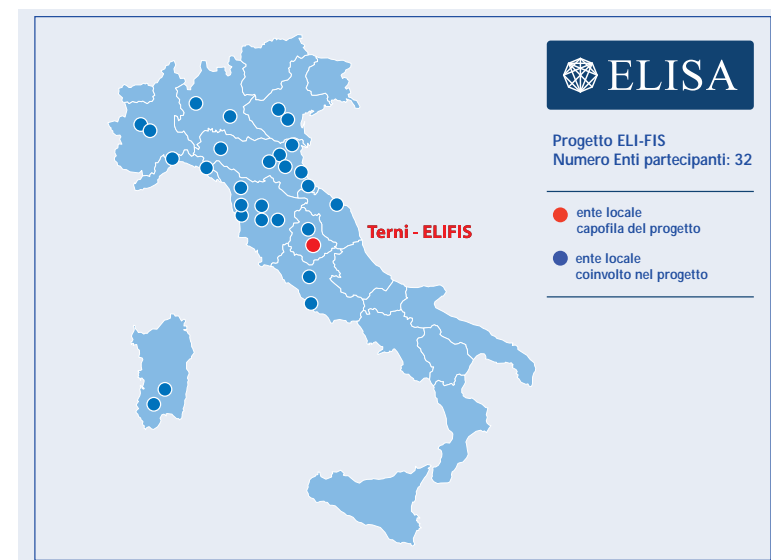 ELISA
Progetto ELI-FIS
Numero Enti partecipanti: 32
ente locale
capofila del progetto
ente locale
coinvolto nel progetto
Terni - ELIFIS